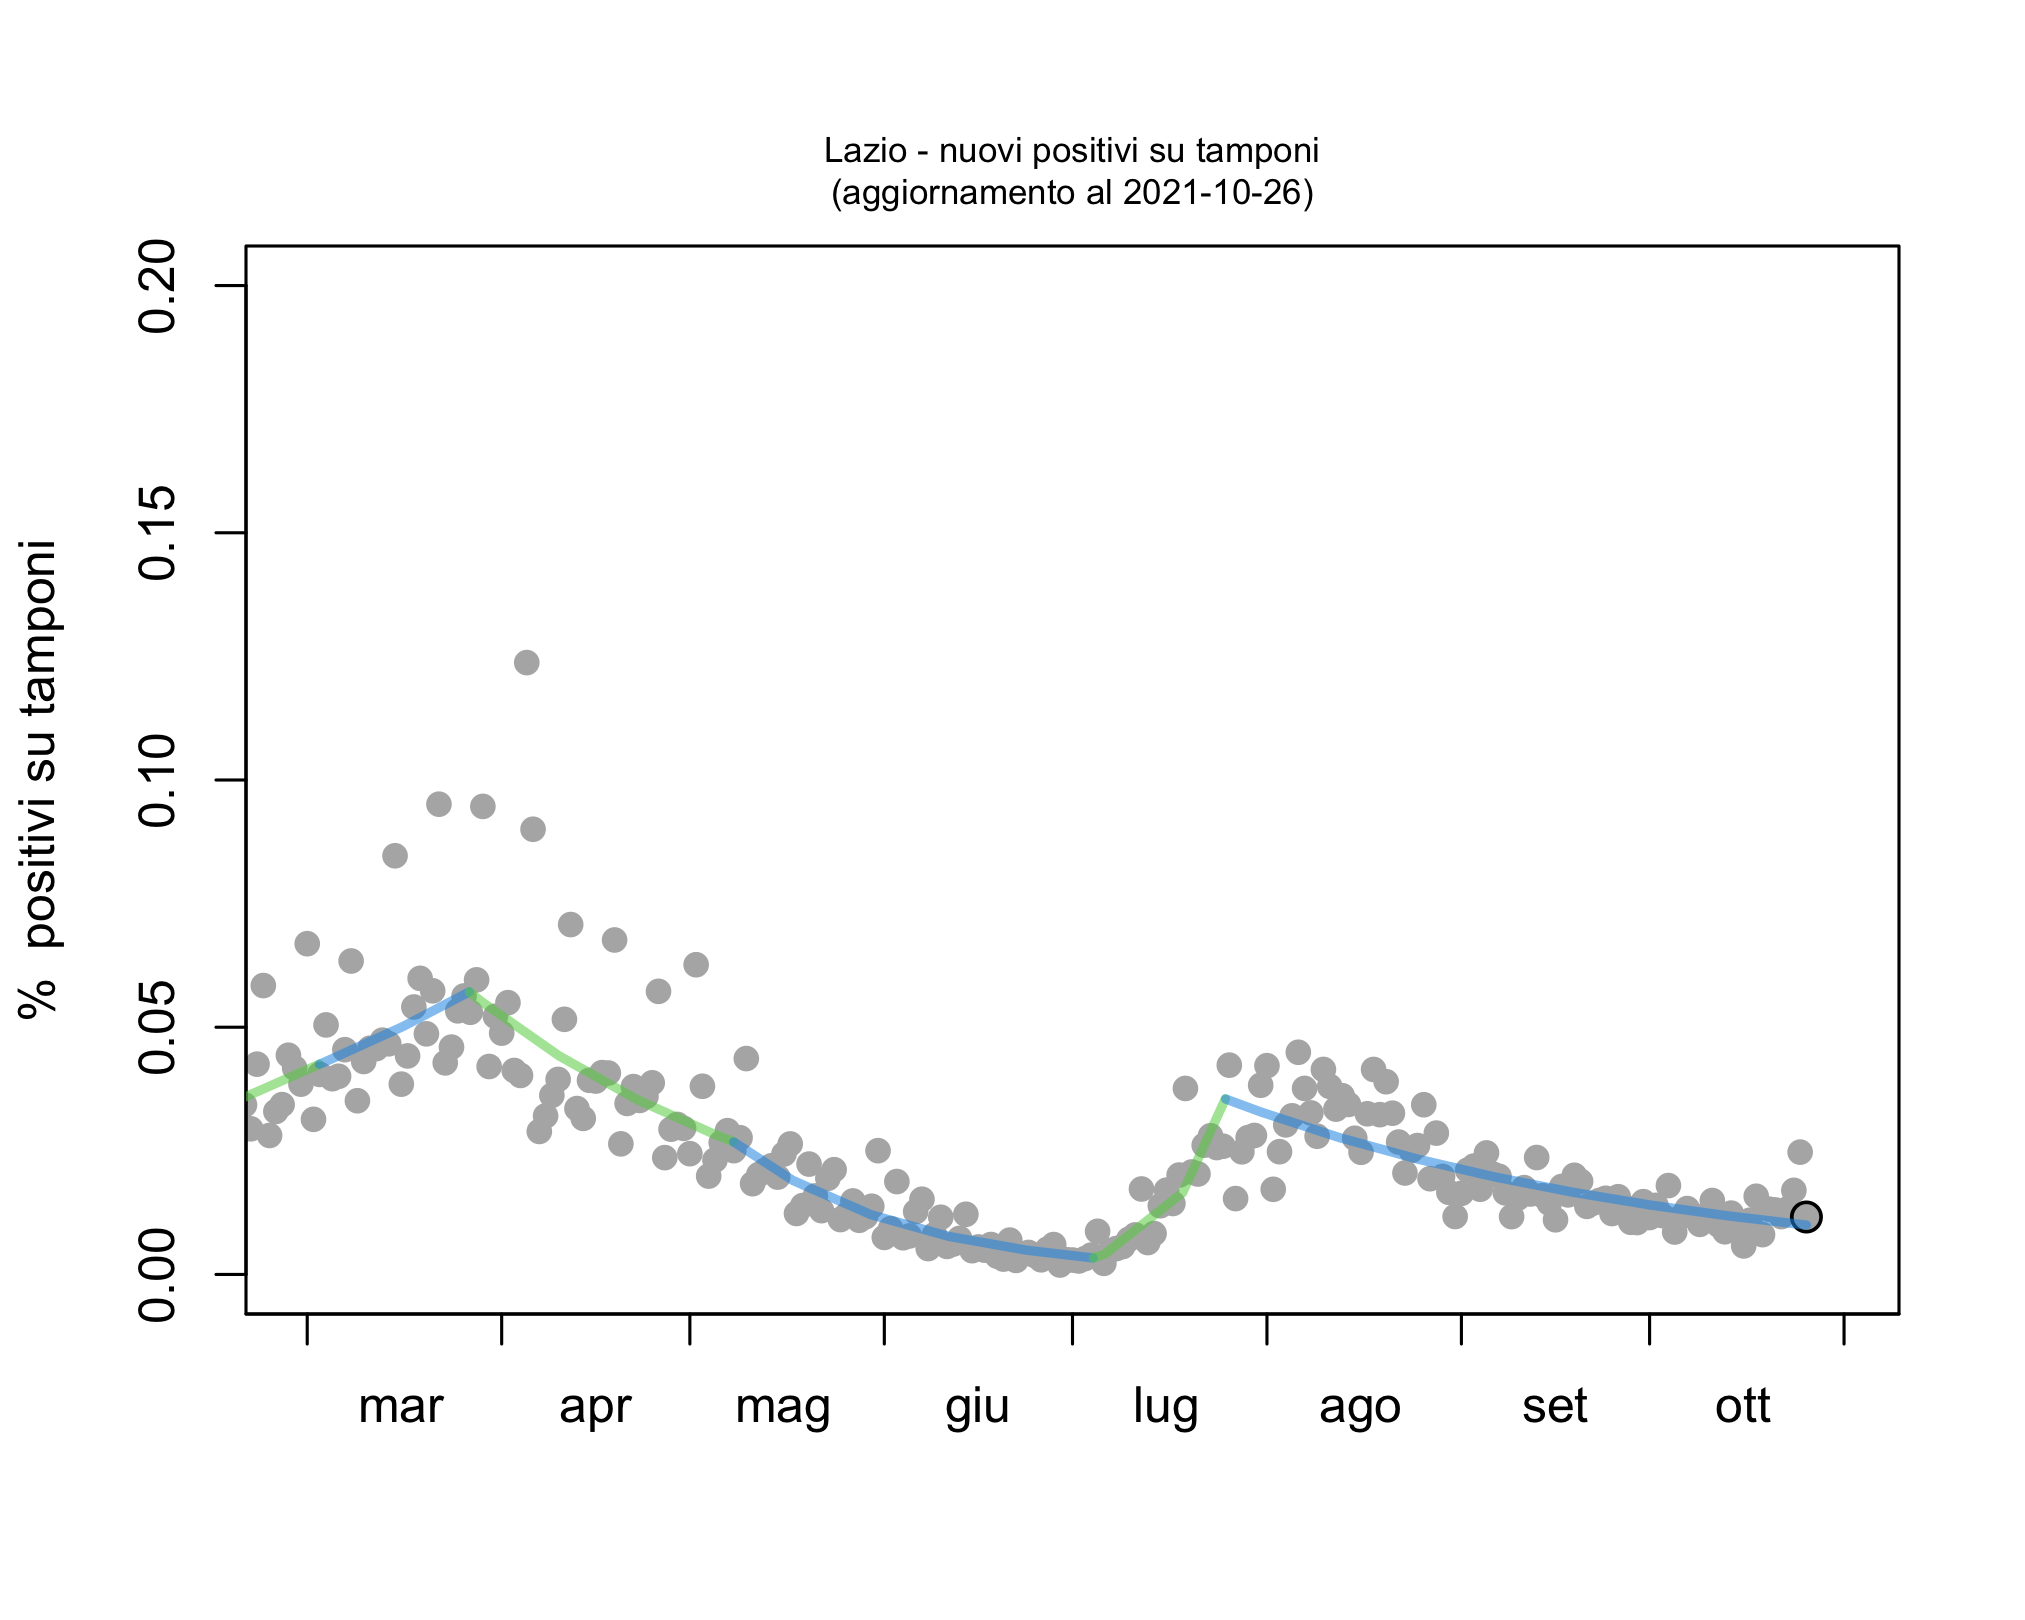 Lazio - nuovi positivi su tamponi
(aggiornamento al 2021-10-26)
% positivi su tamponi
0.20
0.15
0.10
0.05
0.00
mar apr mag giu lug ago set ott